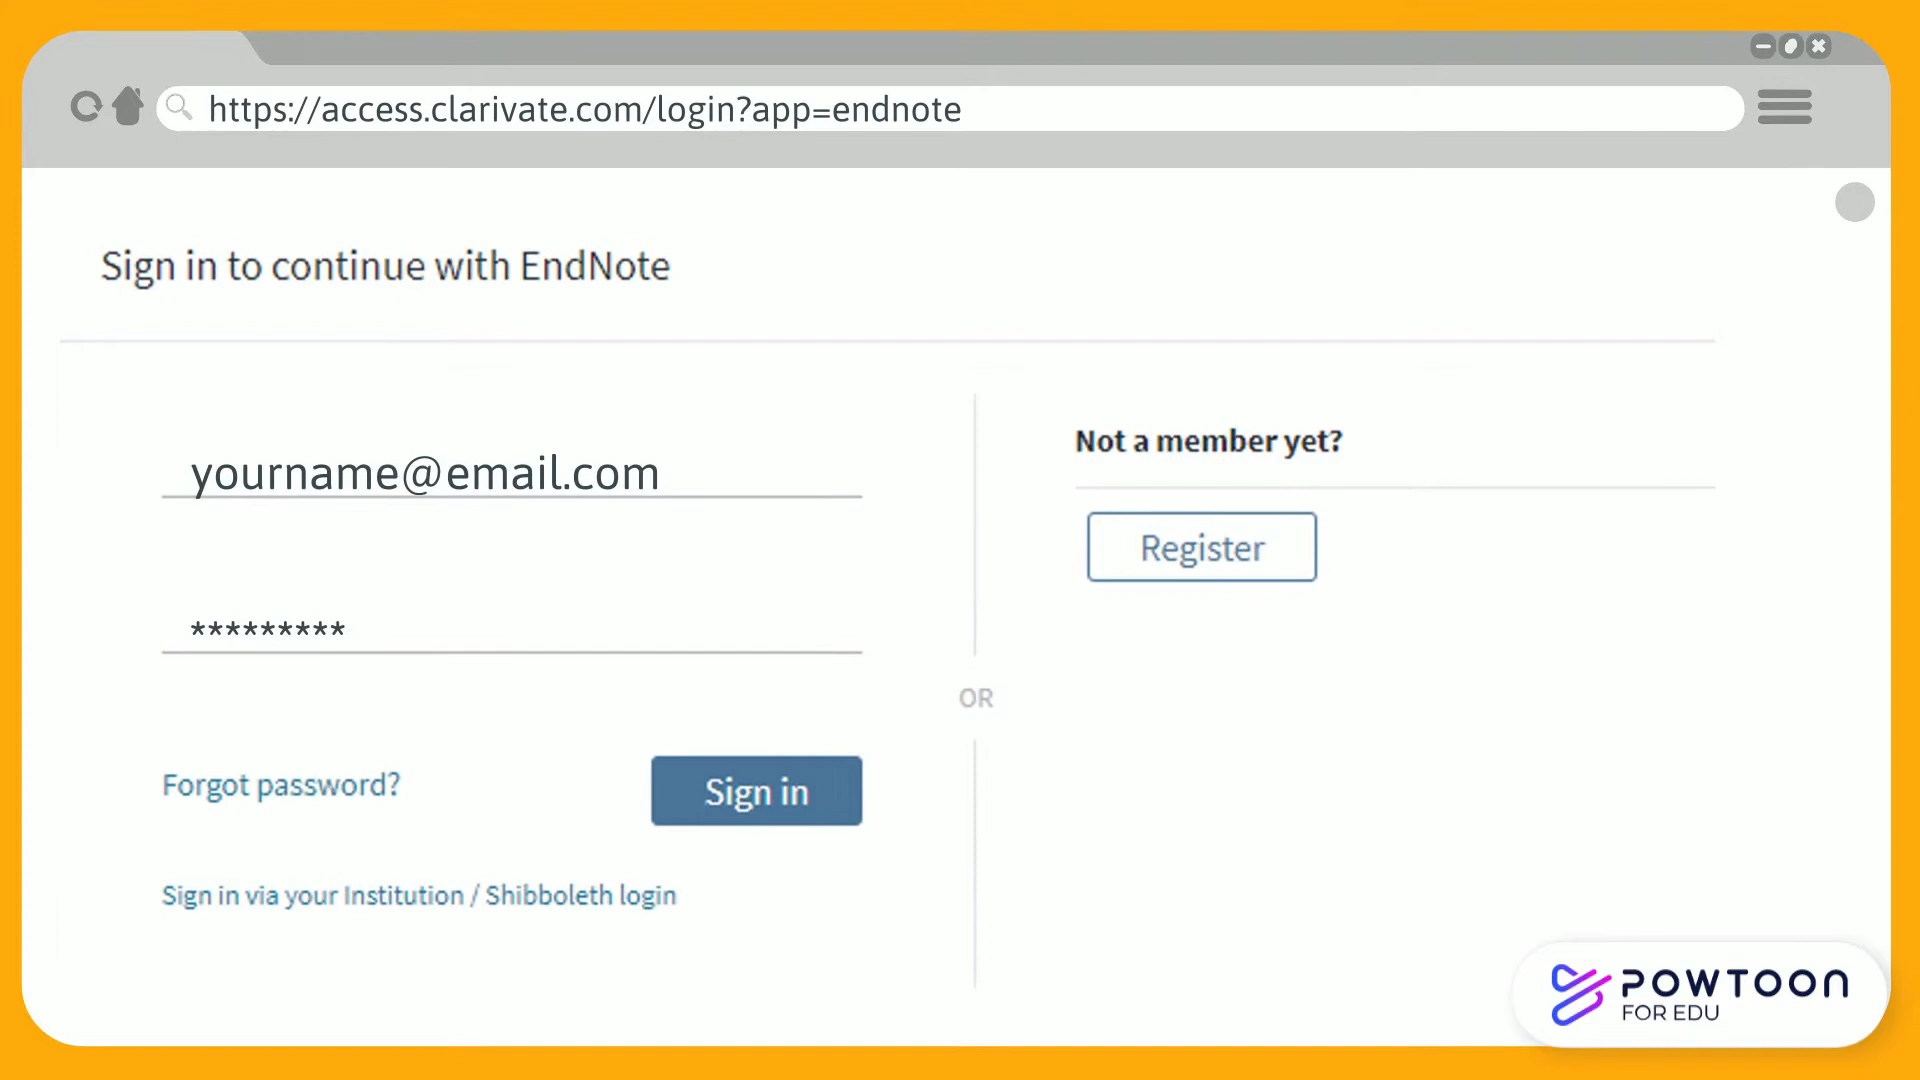 https://access.clarivate.com/login?app=endnote
Sign in to continue with EndNote
yourname@email.com
*********
Forgot password?
Sign in
Sign in via your Institution / Shibboleth login
OR
Not a member yet?
Register
POWTOON
FOR EDU